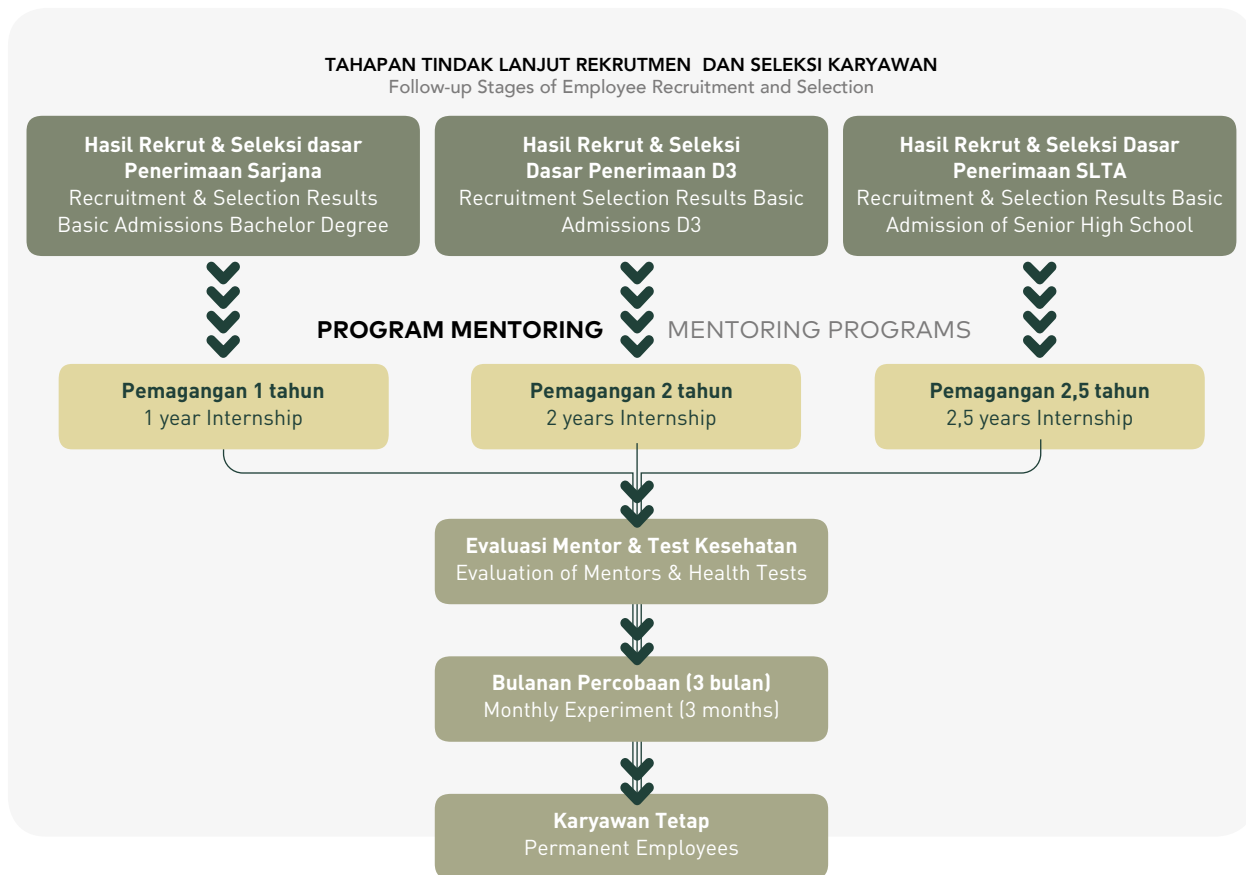 TAHAPAN TINDAK LANJUT REKRUTMEN DAN SELEKSI KARYAWAN
Follow-up Stages of Employee Recruitment and Selection
Hasil Rekrut & Seleksi dasar
Penerimaan Sarjana
Recruitment & Selection Results
Basic Admissions Bachelor Degree
Hasil Rekrut & Seleksi
Dasar Penerimaan D3
Recruitment Selection Results Basic
Admissions D3
Hasil Rekrut & Seleksi Dasar
Penerimaan SLTA
Recruitment & Selection Results Basic
Admission of Senior High School
PROGRAM MENTORING
MENTORING PROGRAMS
Pemagangan 1 tahun
1 year Internship
Pemagangan 2 tahun
2 years Internship
Pemagangan 2,5 tahun
2,5 years Internship
Evaluasi Mentor & Test Kesehatan
Evaluation of Mentors & Health Tests
Bulanan Percobaan (3 bulan)
Monthly Experiment (3 months)
Karyawan Tetap
Permanent Employees